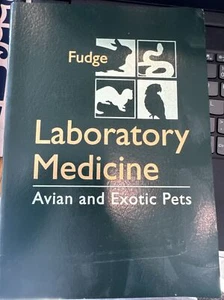 Fudge
Laboratory
Medicine
Avian and Exotic Pets